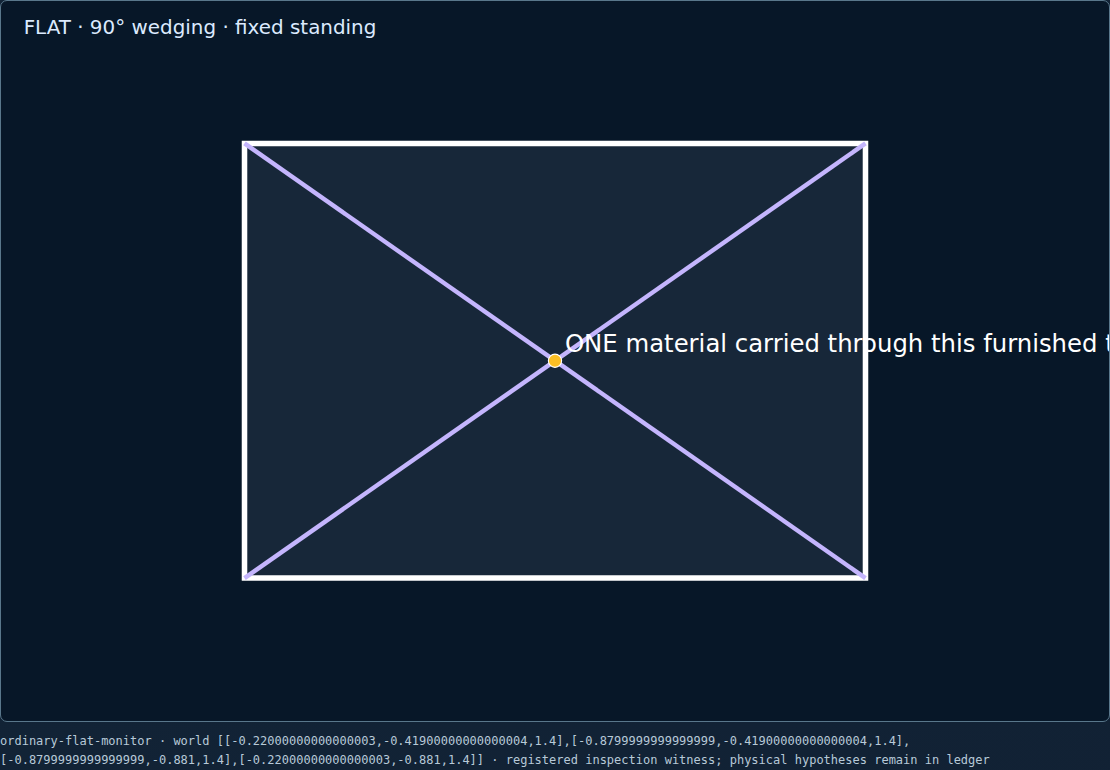 FLAT · 90° wedging · fixed standing
ONE material carried through this furnished
ordinary-flat-monitor · world [[-0.22000000000000003,-0.41900000000000004,1.4],[-0.8799999999999999,-0.41900000000000004,1.4],
[-0.8799999999999999,-0.881,1.4],[-0.22000000000000003,-0.881,1.4]] · registered inspection witness; physical hypotheses remain in ledger